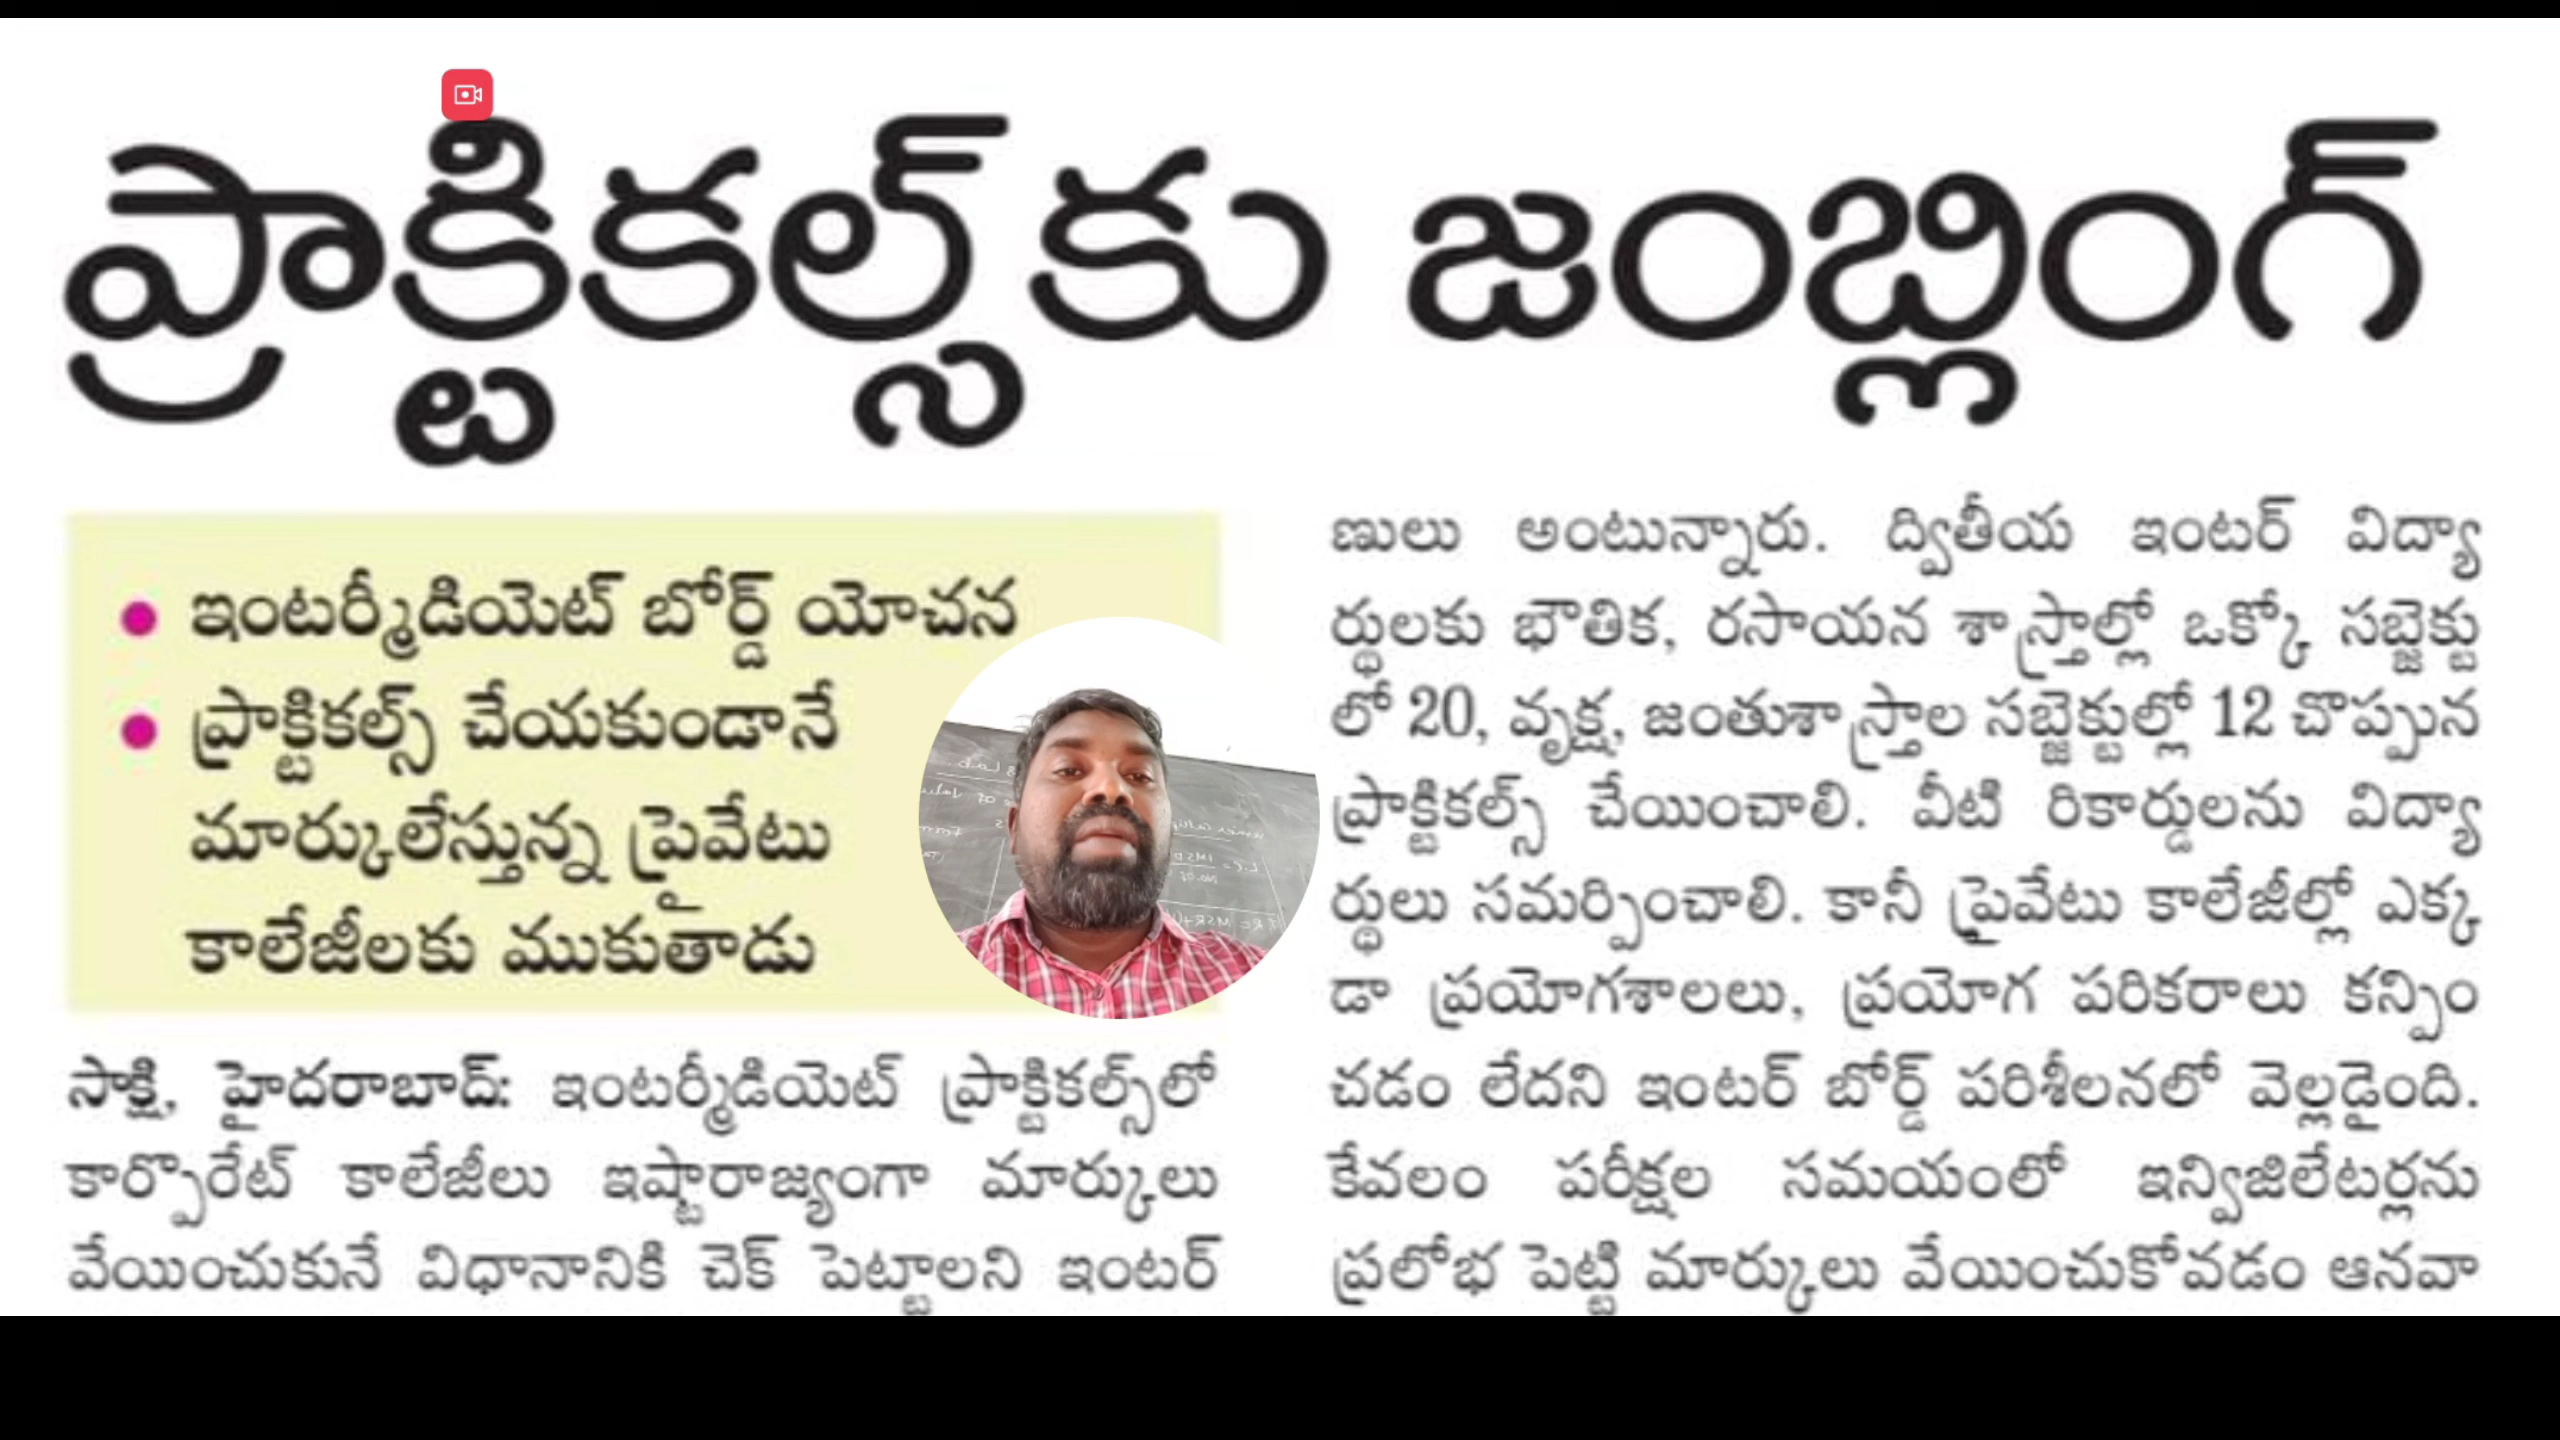 ప్రాక్టికల్స్‌కు జంబ్లింగ్
● ఇంటర్మీడియెట్ బోర్డ్ యోచన
● ప్రాక్టికల్స్ చేయకుండానే
మార్కులేస్తున్న ప్రైవేటు
కాలేజీలకు ముకుతాడు
సాక్షి, హైదరాబాద్: ఇంటర్మీడియెట్ ప్రాక్టికల్స్‌లో
కార్పొరేట్ కాలేజీలు ఇష్టారాజ్యంగా మార్కులు
వేయించుకునే విధానానికి చెక్ పెట్టాలని ఇంటర్
ణులు అంటున్నారు. ద్వితీయ ఇంటర్ విద్యా
ర్థులకు భౌతిక, రసాయన శాస్త్రాల్లో ఒక్కో సబ్జెక్టు
లో 20, వృక్ష, జంతుశాస్త్రాల సబ్జెక్టుల్లో 12 చొప్పున
ప్రాక్టికల్స్ చేయించాలి. వీటి రికార్డులను విద్యా
ర్థులు సమర్పించాలి. కానీ ప్రైవేటు కాలేజీల్లో ఎక్క
డా ప్రయోగశాలలు, ప్రయోగ పరికరాలు కన్పిం
చడం లేదని ఇంటర్ బోర్డ్ పరిశీలనలో వెల్లడైంది.
కేవలం పరీక్షల సమయంలో ఇన్విజిలేటర్లను
ప్రలోభ పెట్టి మార్కులు వేయించుకోవడం ఆనవా